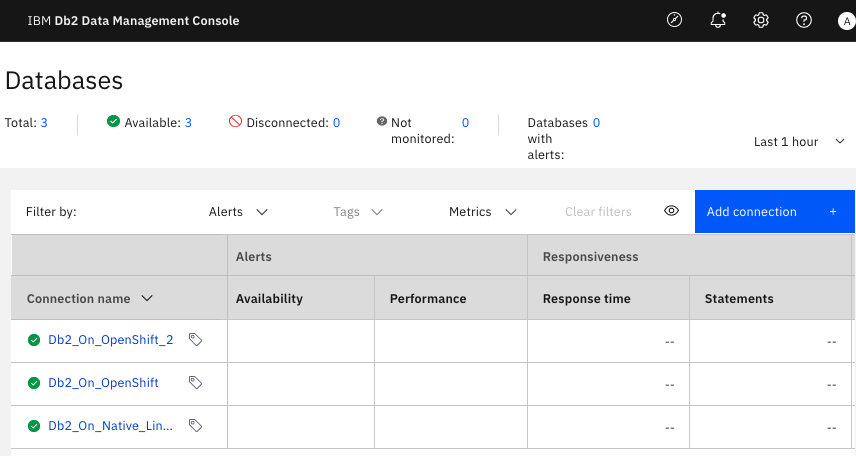 IBM Db2 Data Management Console
A
Databases
Total: 3
Available: 3
Disconnected: 0
Not monitored: 0
Databases with alerts: 0
Last 1 hour
Filter by:
Alerts
Tags
Metrics
Clear filters
Add connection +
Alerts
Responsiveness
Connection name
Availability
Performance
Response time
Statements
Db2_On_OpenShift_2
--
--
Db2_On_OpenShift
--
--
Db2_On_Native_Lin...
--
--